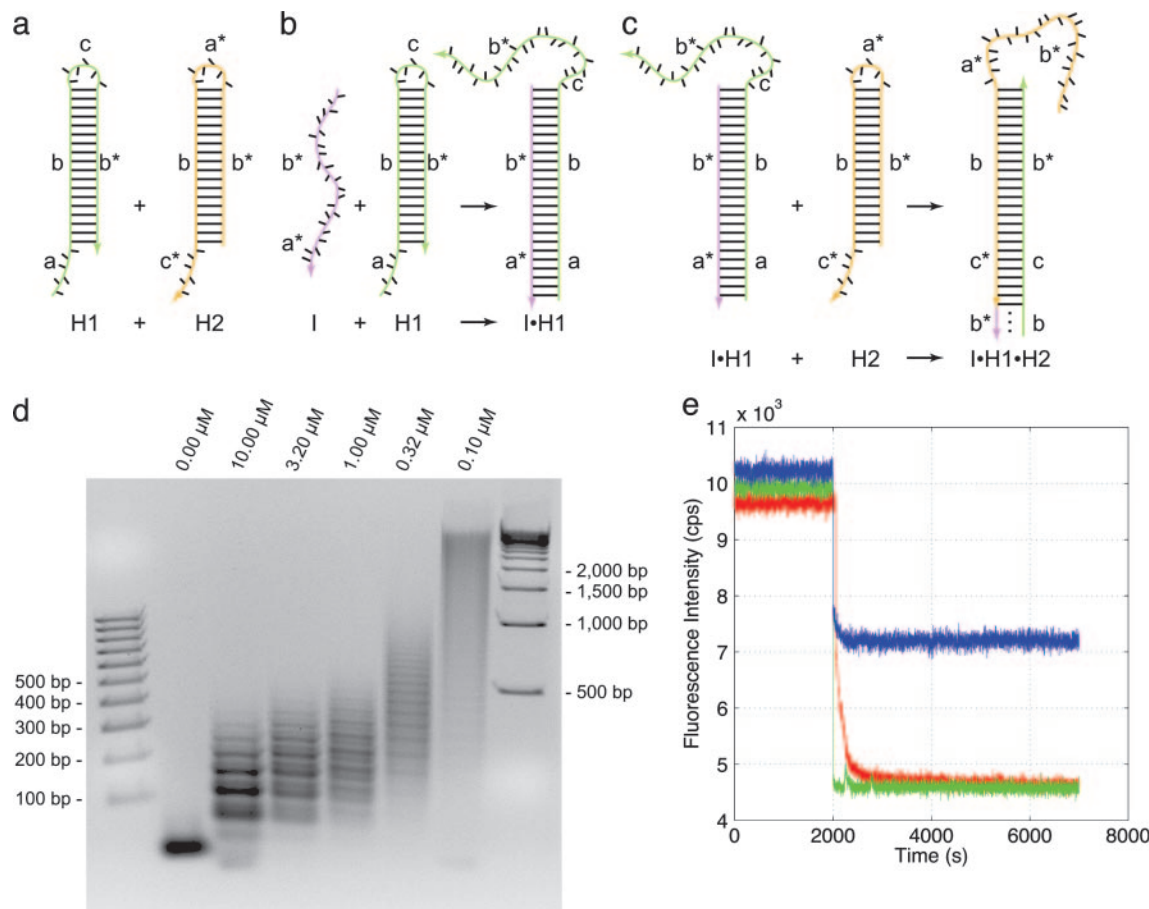 a
c
a*
b
b*
b
b*
+
a
c*
H1 + H2
b
c
b*
c
b*
b
b*
b*
b
+
a*
a
a*
a
I + H1 → I•H1
c
b*
c
a*
a*
b*
b*
b
b
b*
b*
+
a*
a
c*
c*
c
b*
b
I•H1 + H2 → I•H1•H2
d
0.00 µM
10.00 µM
3.20 µM
1.00 µM
0.32 µM
0.10 µM
500 bp -
400 bp -
300 bp -
200 bp -
100 bp -
- 2,000 bp
- 1,500 bp
- 1,000 bp
- 500 bp
e
x 10³
11
10
9
8
7
6
5
4
0 2000 4000 6000 8000
Fluorescence Intensity (cps)
Time (s)